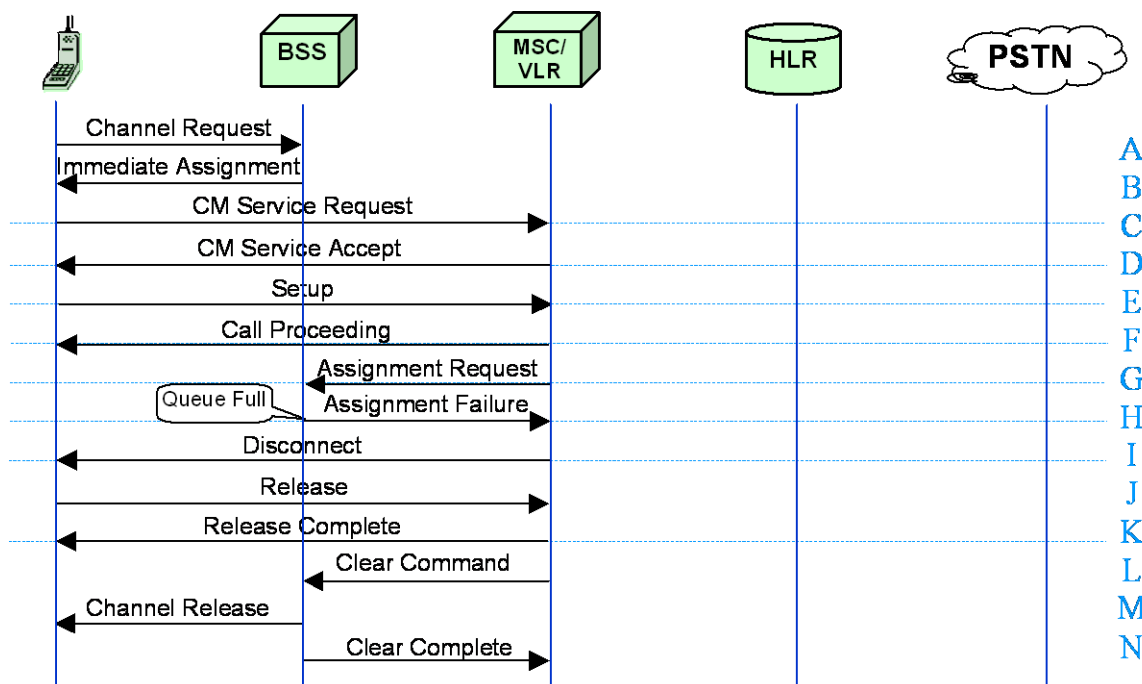 BSS
MSC/
VLR
HLR
PSTN
Channel Request
A
Immediate Assignment
B
CM Service Request
C
CM Service Accept
D
Setup
E
Call Proceeding
F
Assignment Request
G
Queue Full
Assignment Failure
H
Disconnect
I
Release
J
Release Complete
K
Clear Command
L
Channel Release
M
Clear Complete
N